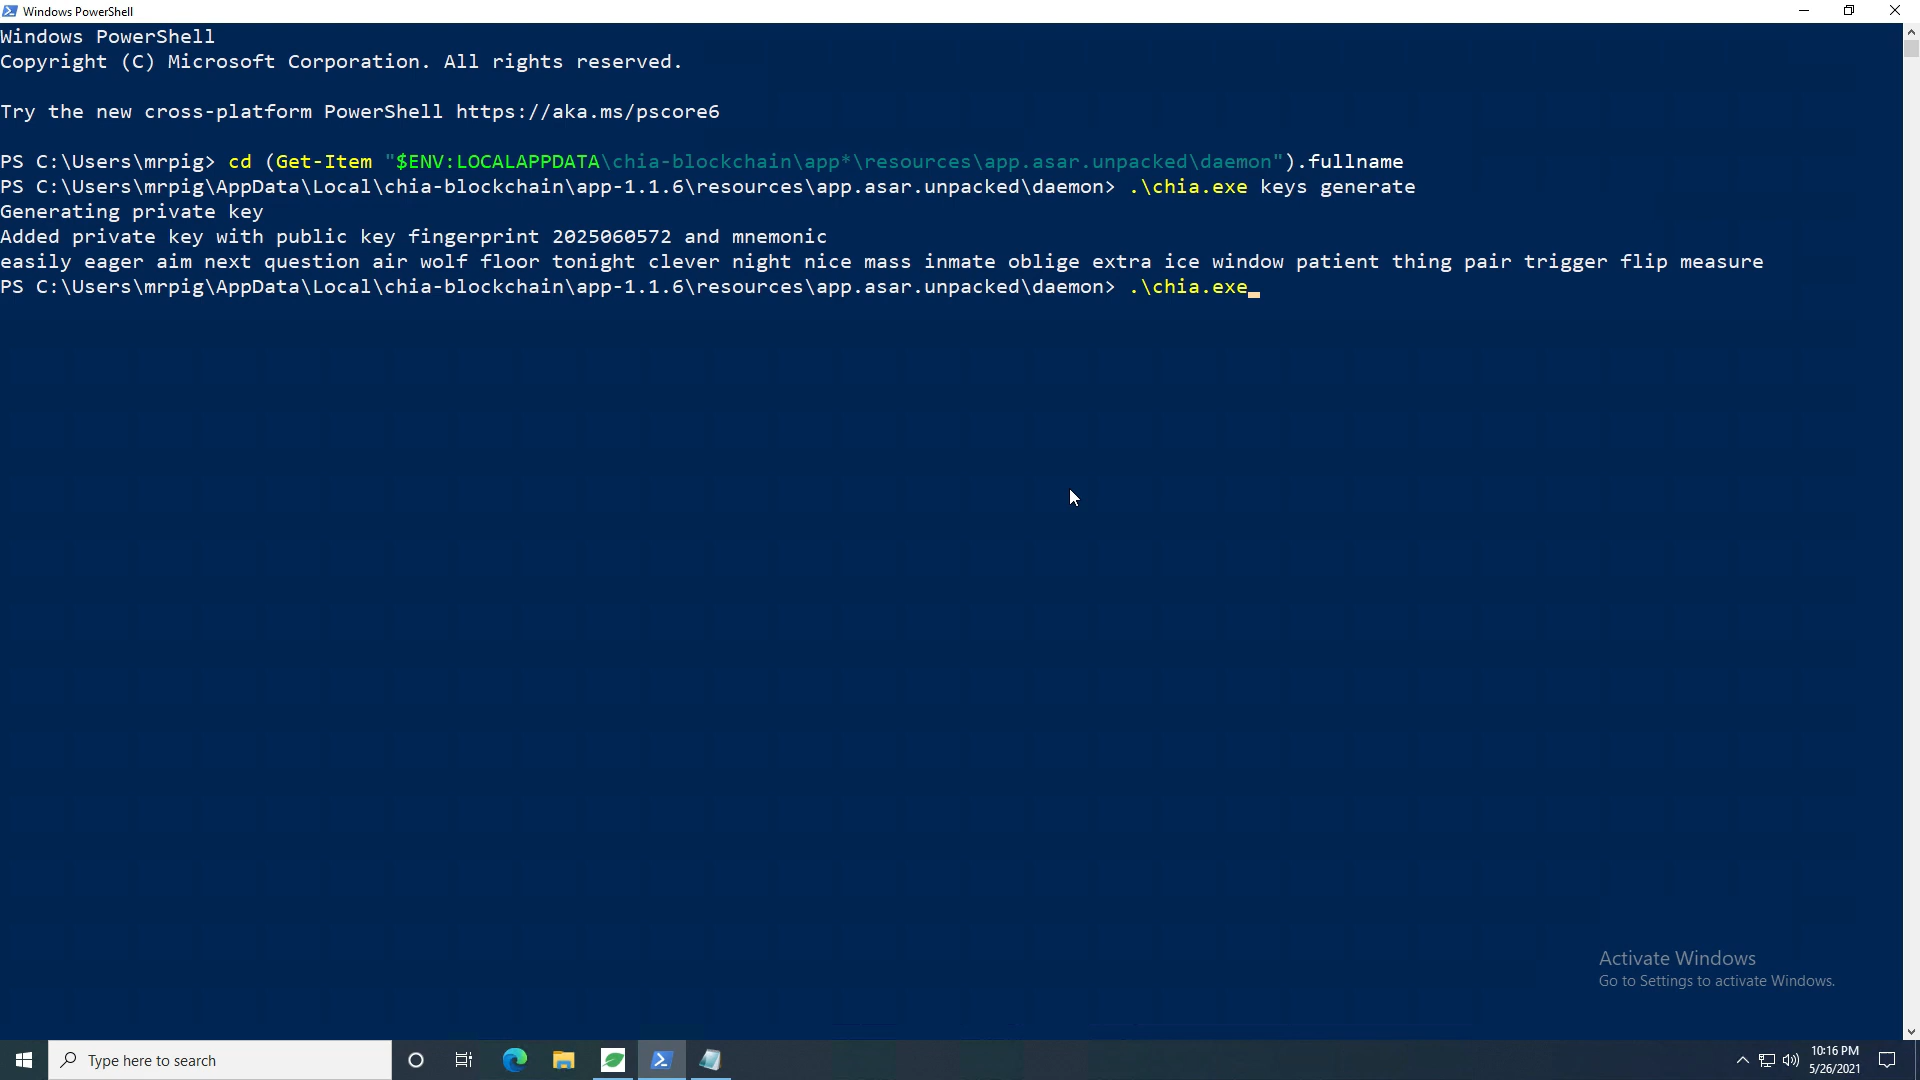 Windows PowerShell
Windows PowerShell
Copyright (C) Microsoft Corporation. All rights reserved.
Try the new cross-platform PowerShell https://aka.ms/pscore6
PS C:\Users\mrpig> cd (Get-Item "$ENV:LOCALAPPDATA\chia-blockchain\app*\resources\app.asar.unpacked\daemon").fullname
PS C:\Users\mrpig\AppData\Local\chia-blockchain\app-1.1.6\resources\app.asar.unpacked\daemon> .\chia.exe keys generate
Generating private key
Added private key with public key fingerprint 2025060572 and mnemonic
easily eager aim next question air wolf floor tonight clever night nice mass inmate oblige extra ice window patient thing pair trigger flip measure
PS C:\Users\mrpig\AppData\Local\chia-blockchain\app-1.1.6\resources\app.asar.unpacked\daemon> .\chia.exe
Activate Windows
Go to Settings to activate Windows.
Type here to search
10:16 PM
5/26/2021